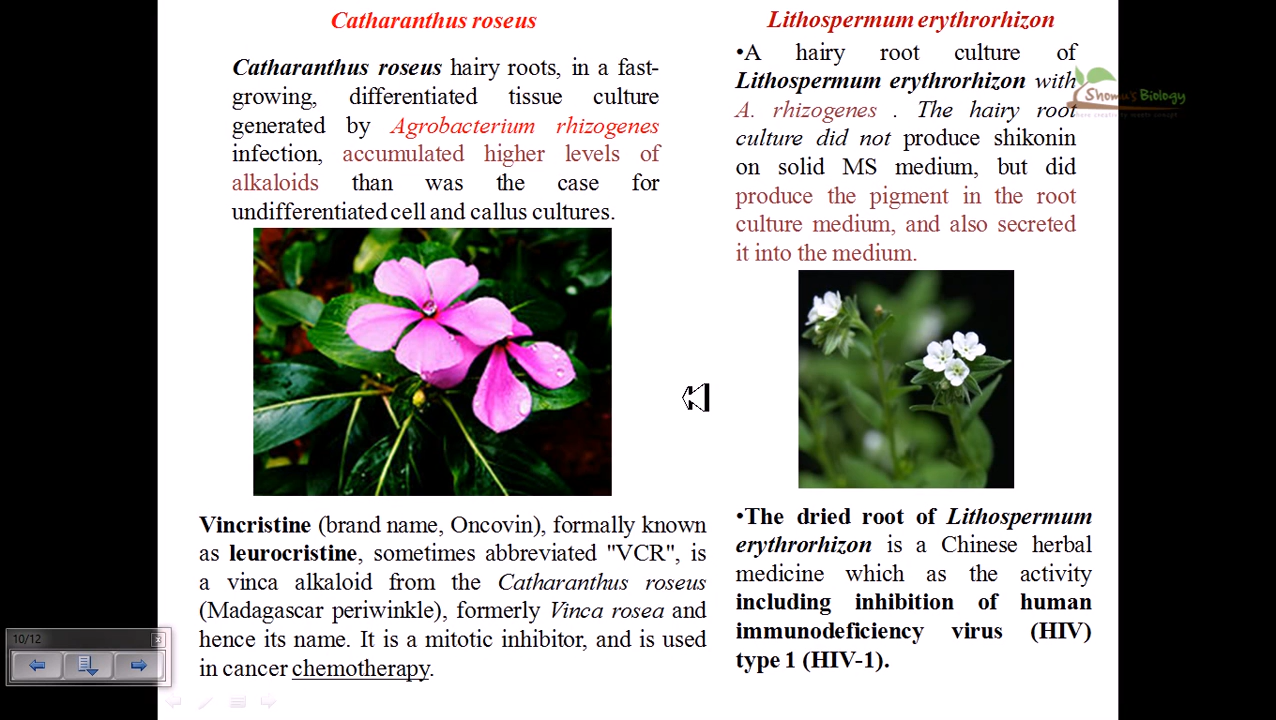 Catharanthus roseus
Catharanthus roseus hairy roots, in a fast-
growing, differentiated tissue culture
generated by Agrobacterium rhizogenes
infection, accumulated higher levels of
alkaloids than was the case for
undifferentiated cell and callus cultures.
Vincristine (brand name, Oncovin), formally known
as leurocristine, sometimes abbreviated "VCR", is
a vinca alkaloid from the Catharanthus roseus
(Madagascar periwinkle), formerly Vinca rosea and
hence its name. It is a mitotic inhibitor, and is used
in cancer chemotherapy.
Lithospermum erythrorhizon
•A hairy root culture of
Lithospermum erythrorhizon with
A. rhizogenes . The hairy root
culture did not produce shikonin
on solid MS medium, but did
produce the pigment in the root
culture medium, and also secreted
it into the medium.
•The dried root of Lithospermum
erythrorhizon is a Chinese herbal
medicine which as the activity
including inhibition of human
immunodeficiency virus (HIV)
type 1 (HIV-1).
Shomu's Biology
10/12